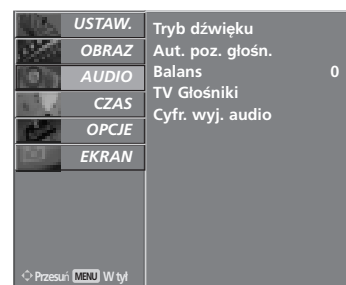 USTAW.
OBRAZ
AUDIO
CZAS
OPCJE
EKRAN
Tryb dźwięku
Aut. poz. głośn.
Balans 0
TV Głośniki
Cyfr. wyj. audio
Przesuń MENU W tył